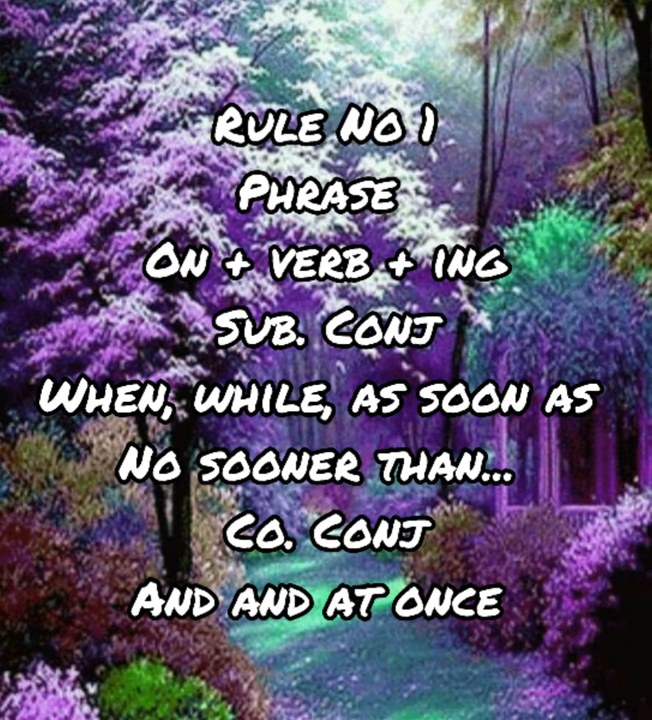 Rule No 1
Phrase
On + verb + ing
Sub. Conj
When, while, as soon as
No sooner than...
Co. Conj
And and at once